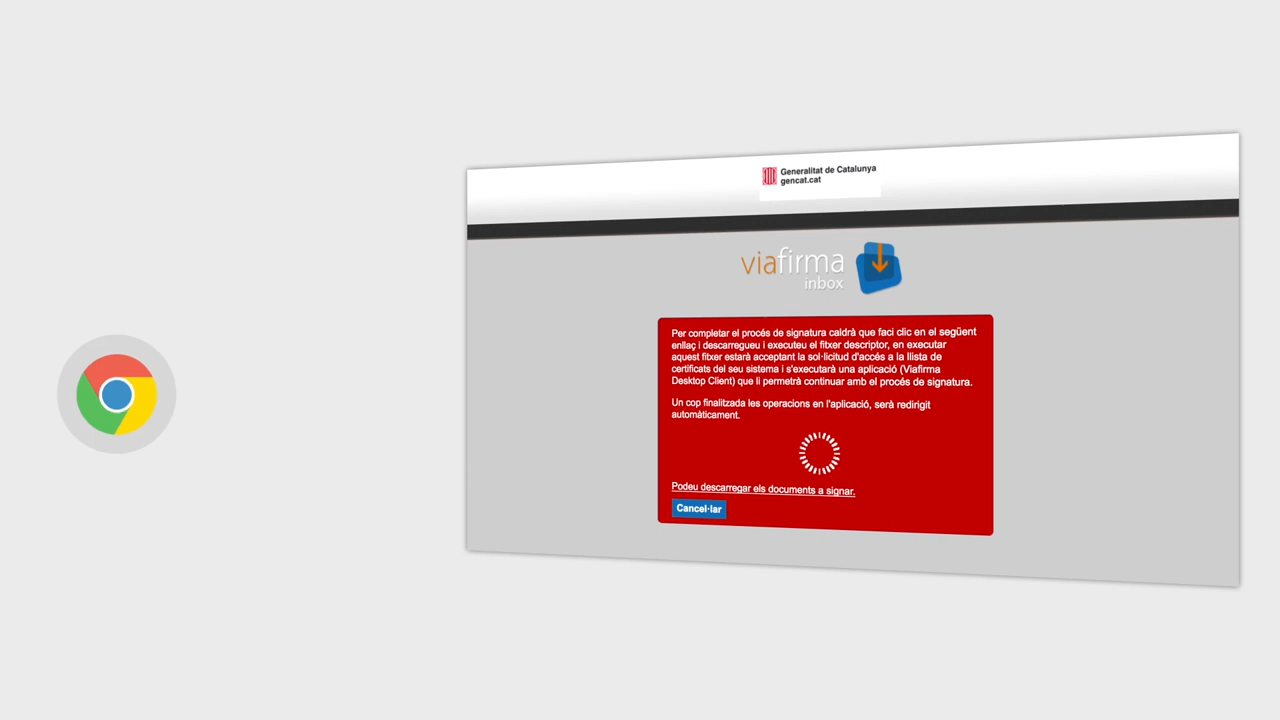 Generalitat de Catalunya
gencat.cat
viafirma
inbox
Per completar el procés de signatura caldrà que faci clic en el següent
enllaç i descarregueu i executeu el fitxer descriptor, en executar
aquest fitxer estarà acceptant la sol·licitud d'accés a la llista de
certificats del seu sistema i s'executarà una aplicació (Viafirma
Desktop Client) que li permetrà continuar amb el procés de signatura.
Un cop finalitzada les operacions en l'aplicació, serà redirigit
automàticament.
Podeu descarregar els documents a signar.
Cancel·lar